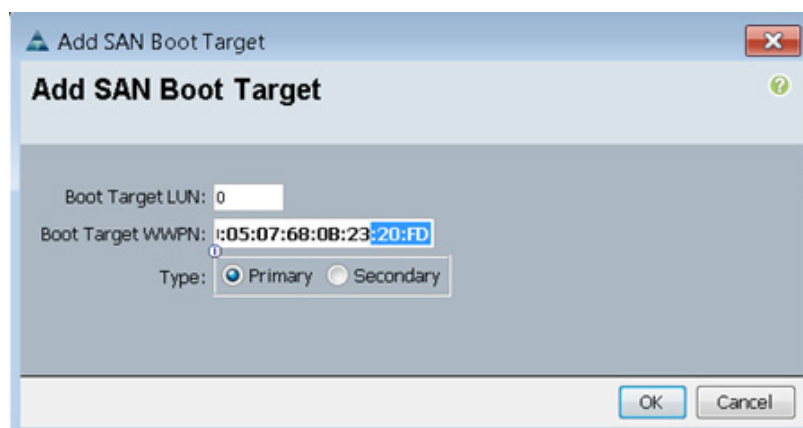 Add SAN Boot Target
Add SAN Boot Target
Boot Target LUN: 0
Boot Target WWPN: :05:07:68:0B:23:20:FD
Type: Primary Secondary
OK Cancel